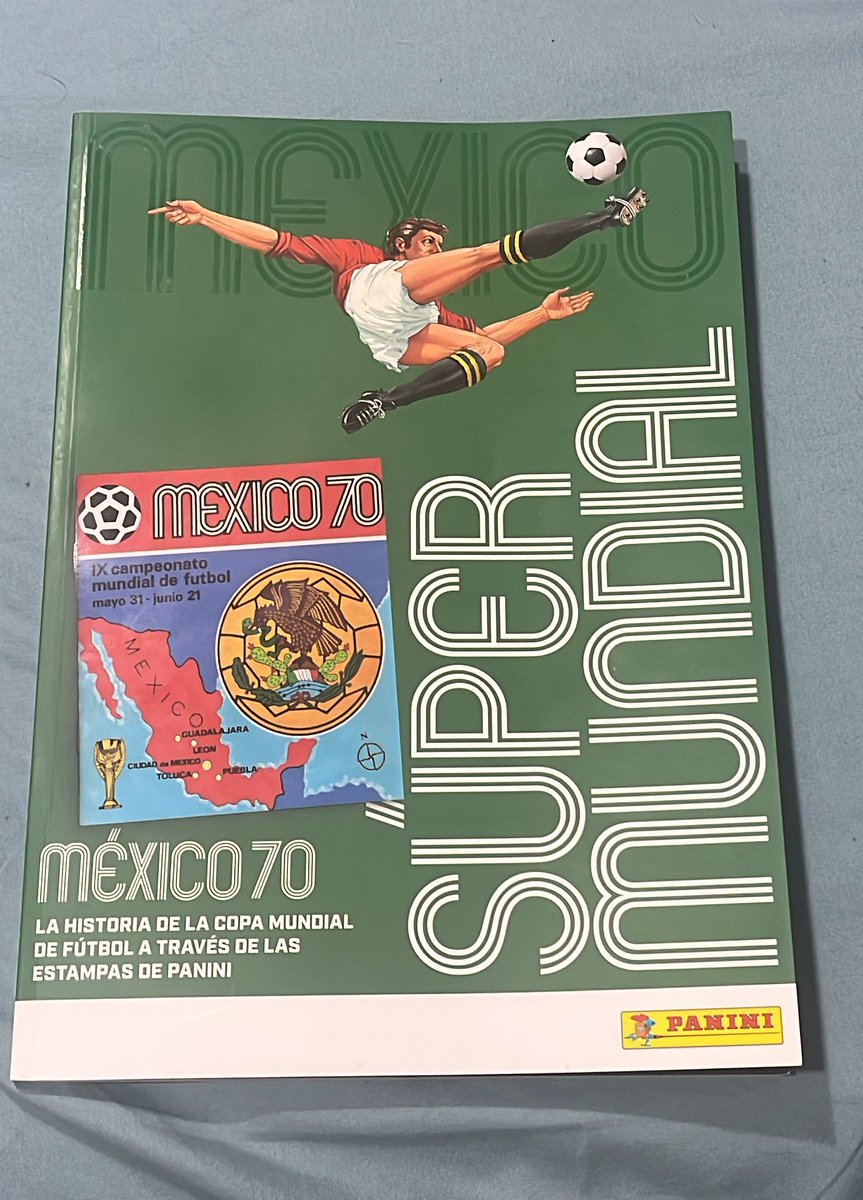 MEXICO
SÚPER
MUNDIAL
MEXICO 70
IX campeonato
mundial de futbol
mayo 31 - junio 21
MEXICO
GUADALAJARA
LEON
CIUDAD de MEXICO
TOLUCA
PUEBLA
N
MÉXICO 70
LA HISTORIA DE LA COPA MUNDIAL
DE FÚTBOL A TRAVÉS DE LAS
ESTAMPAS DE PANINI
PANINI